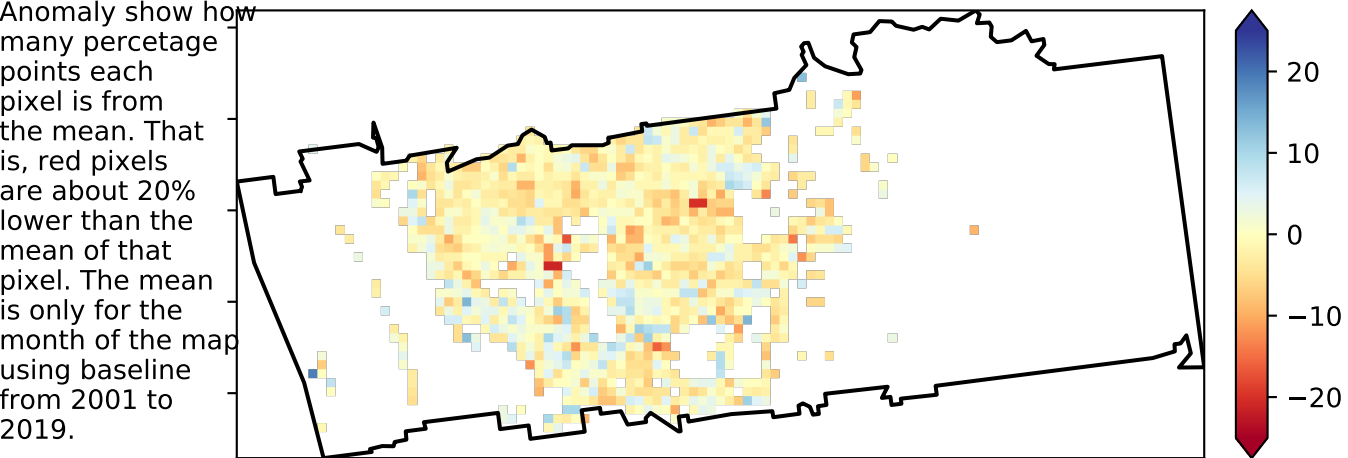 Anomaly show how
many percetage
points each
pixel is from
the mean. That
is, red pixels
are about 20%
lower than the
mean of that
pixel. The mean
is only for the
month of the map
using baseline
from 2001 to
2019.
20
10
0
−10
−20